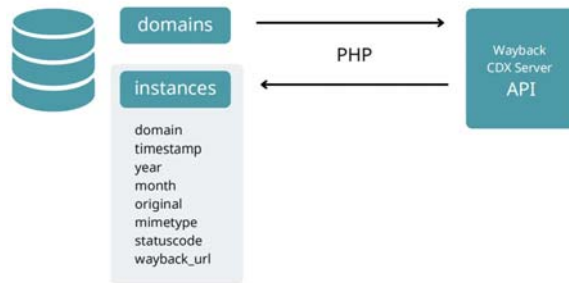 domains
PHP
Wayback
CDX Server
API
instances
domain
timestamp
year
month
original
mimetype
statuscode
wayback_url